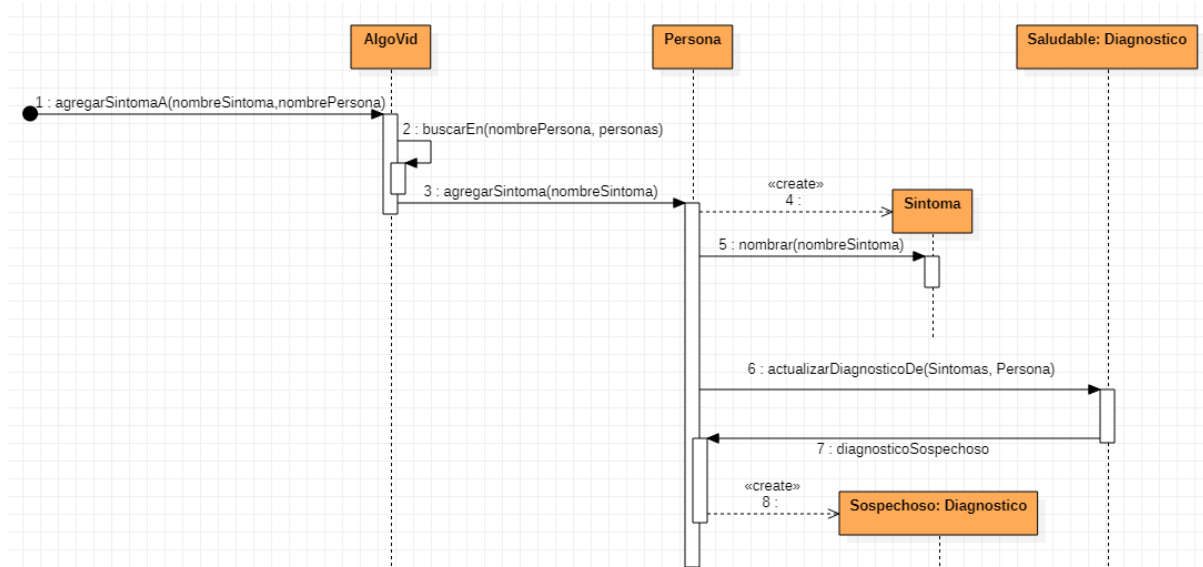 AlgoVid
Persona
Saludable: Diagnostico
1 : agregarSintomaA(nombreSintoma,nombrePersona)
2 : buscarEn(nombrePersona, personas)
3 : agregarSintoma(nombreSintoma)
«create»
4 :
Sintoma
5 : nombrar(nombreSintoma)
6 : actualizarDiagnosticoDe(Sintomas, Persona)
7 : diagnosticoSospechoso
«create»
8 :
Sospechoso: Diagnostico